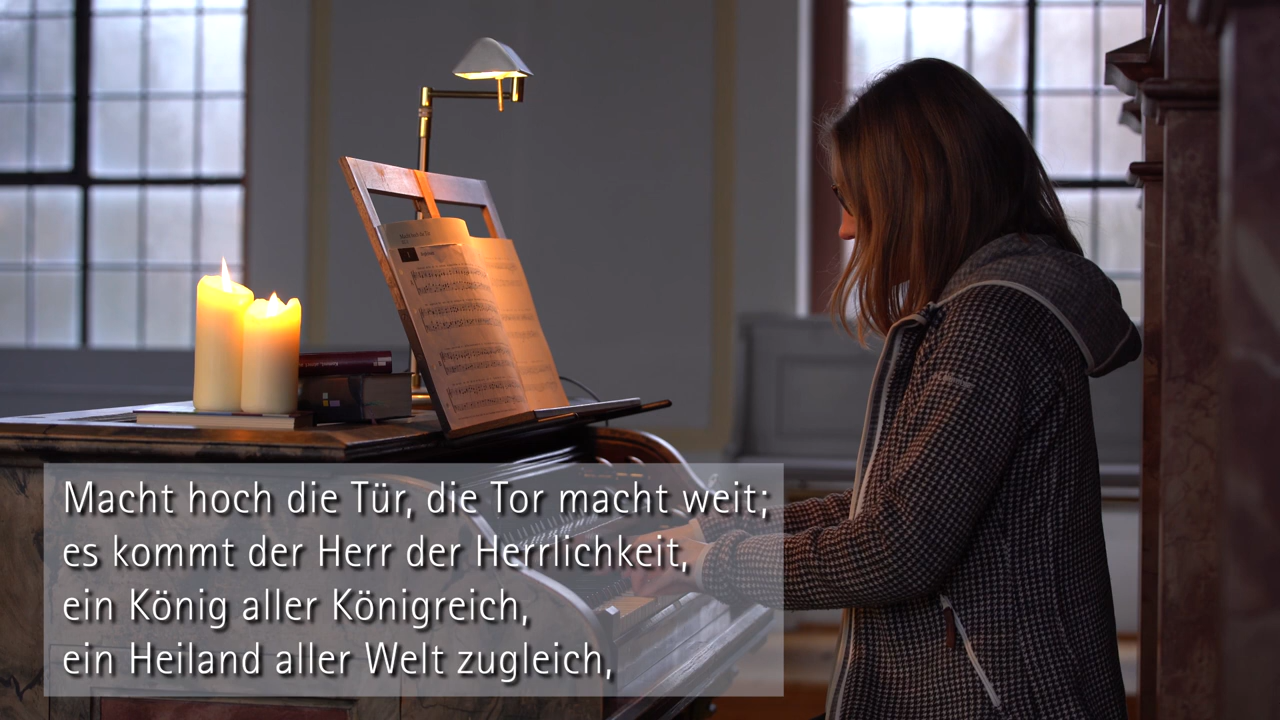 Macht hoch die Tür, die Tor macht weit;
es kommt der Herr der Herrlichkeit,
ein König aller Königreich,
ein Heiland aller Welt zugleich,